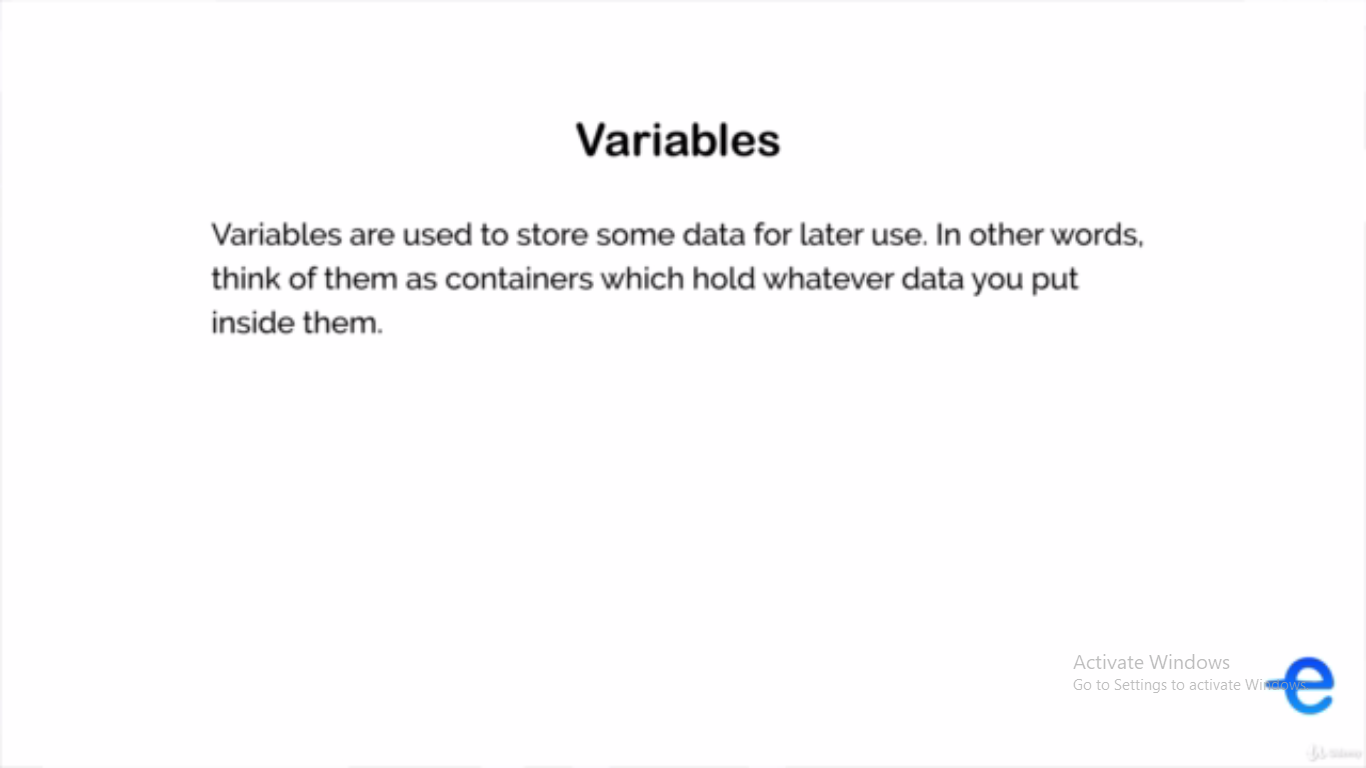 Variables
Variables are used to store some data for later use. In other words,
think of them as containers which hold whatever data you put
inside them.
Activate Windows
Go to Settings to activate Windows.
e
Udemy